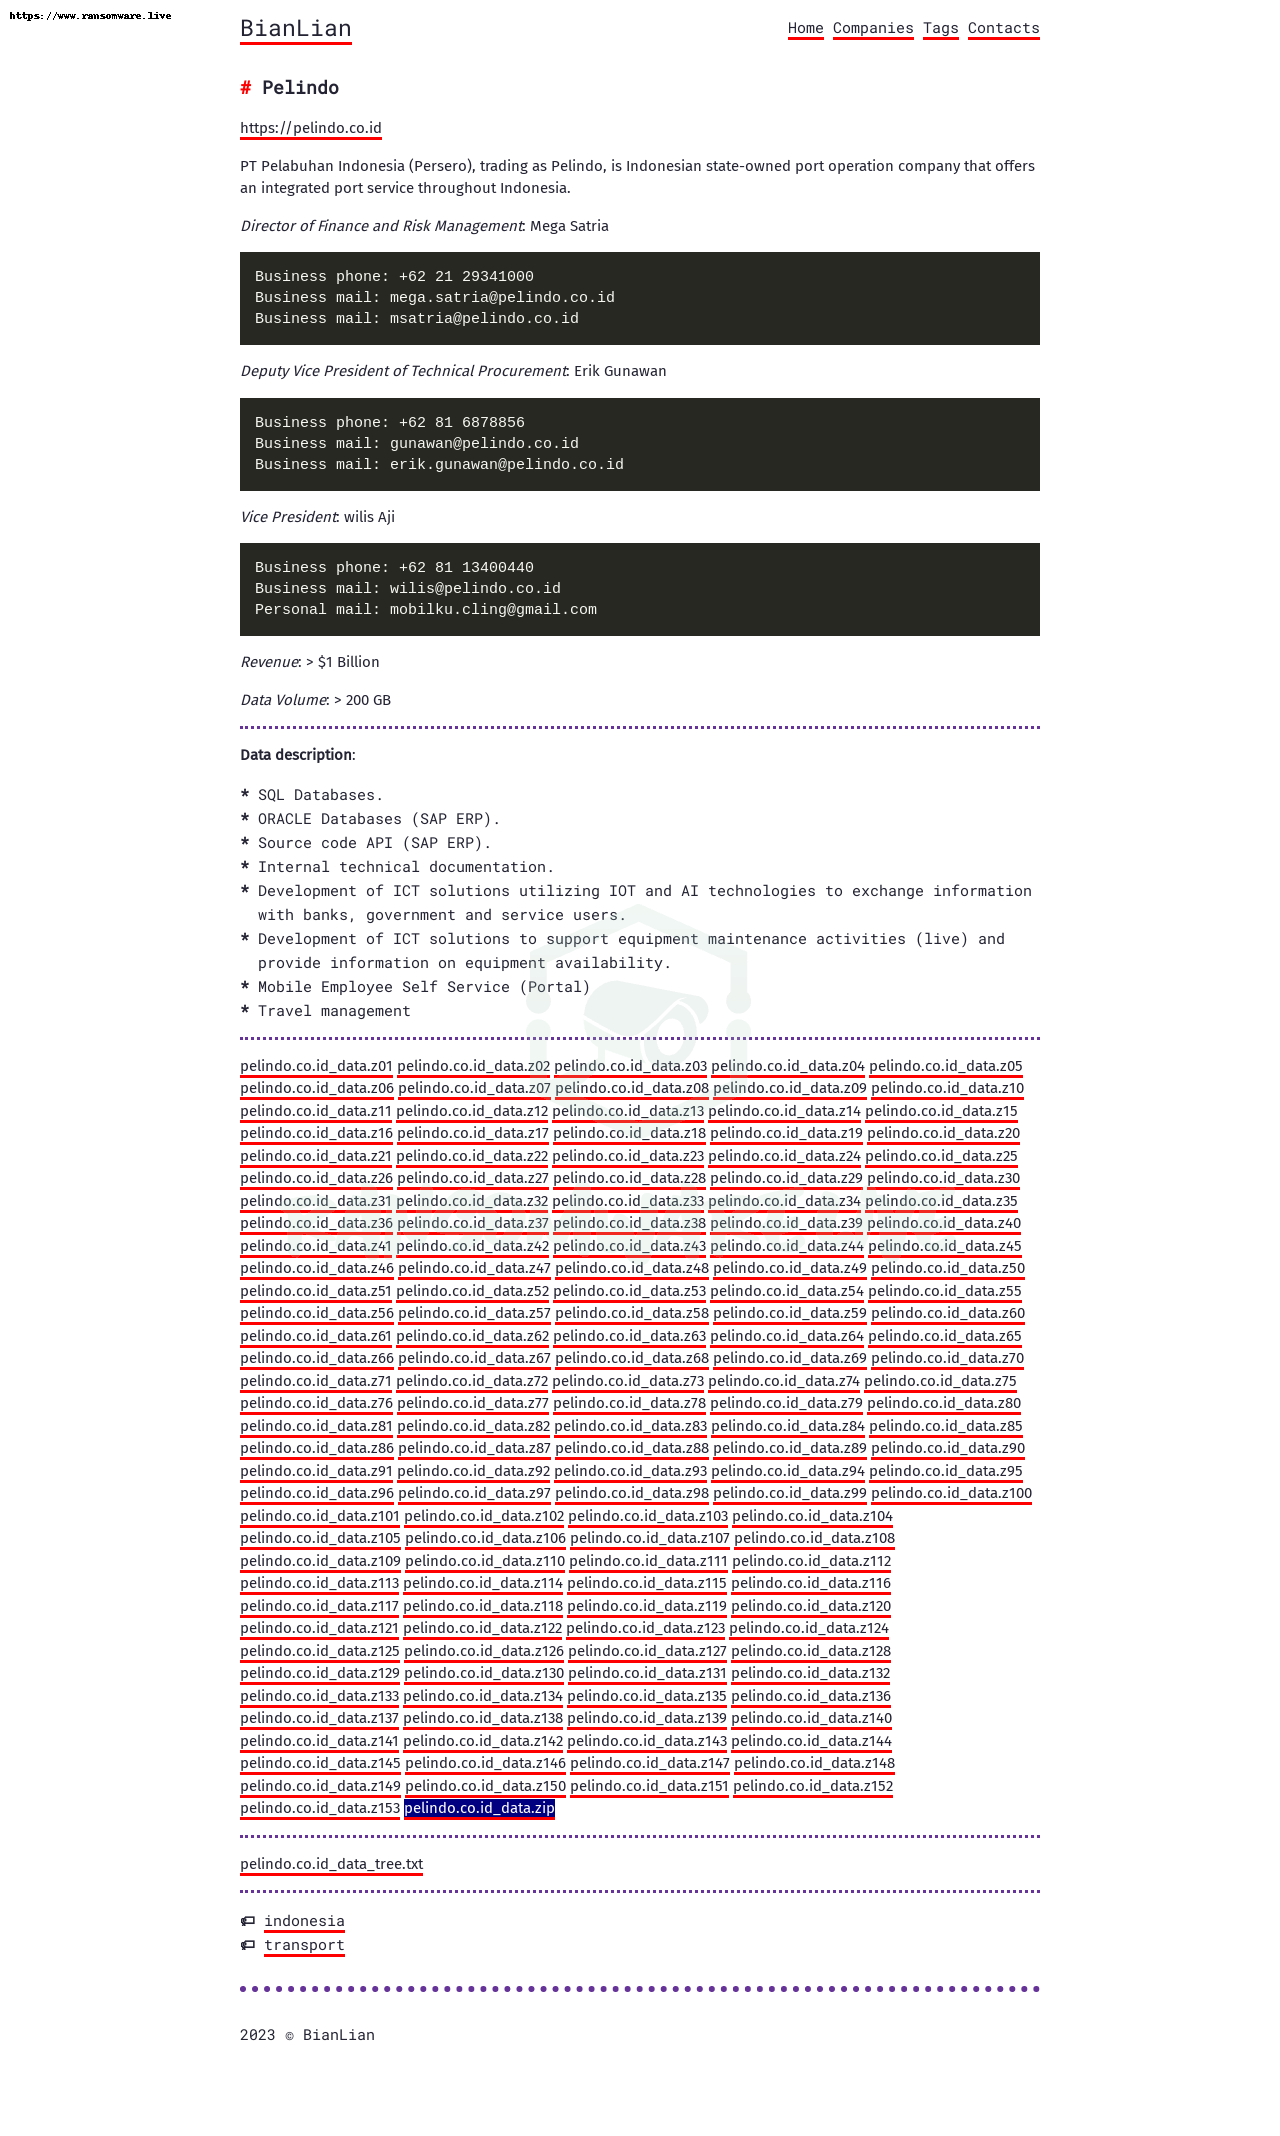 https://www.ransomware.live
BianLian
Home Companies Tags Contacts
# Pelindo
https://pelindo.co.id
PT Pelabuhan Indonesia (Persero), trading as Pelindo, is Indonesian state-owned port operation company that offers
an integrated port service throughout Indonesia.
Director of Finance and Risk Management: Mega Satria
Business phone: +62 21 29341000
Business mail: mega.satria@pelindo.co.id
Business mail: msatria@pelindo.co.id
Deputy Vice President of Technical Procurement: Erik Gunawan
Business phone: +62 81 6878856
Business mail: gunawan@pelindo.co.id
Business mail: erik.gunawan@pelindo.co.id
Vice President: wilis Aji
Business phone: +62 81 13400440
Business mail: wilis@pelindo.co.id
Personal mail: mobilku.cling@gmail.com
Revenue: > $1 Billion
Data Volume: > 200 GB
Data description:
* SQL Databases.
* ORACLE Databases (SAP ERP).
* Source code API (SAP ERP).
* Internal technical documentation.
* Development of ICT solutions utilizing IOT and AI technologies to exchange information
with banks, government and service users.
* Development of ICT solutions to support equipment maintenance activities (live) and
provide information on equipment availability.
* Mobile Employee Self Service (Portal)
* Travel management
pelindo.co.id_data.z01 pelindo.co.id_data.z02 pelindo.co.id_data.z03 pelindo.co.id_data.z04 pelindo.co.id_data.z05
pelindo.co.id_data.z06 pelindo.co.id_data.z07 pelindo.co.id_data.z08 pelindo.co.id_data.z09 pelindo.co.id_data.z10
pelindo.co.id_data.z11 pelindo.co.id_data.z12 pelindo.co.id_data.z13 pelindo.co.id_data.z14 pelindo.co.id_data.z15
pelindo.co.id_data.z16 pelindo.co.id_data.z17 pelindo.co.id_data.z18 pelindo.co.id_data.z19 pelindo.co.id_data.z20
pelindo.co.id_data.z21 pelindo.co.id_data.z22 pelindo.co.id_data.z23 pelindo.co.id_data.z24 pelindo.co.id_data.z25
pelindo.co.id_data.z26 pelindo.co.id_data.z27 pelindo.co.id_data.z28 pelindo.co.id_data.z29 pelindo.co.id_data.z30
pelindo.co.id_data.z31 pelindo.co.id_data.z32 pelindo.co.id_data.z33 pelindo.co.id_data.z34 pelindo.co.id_data.z35
pelindo.co.id_data.z36 pelindo.co.id_data.z37 pelindo.co.id_data.z38 pelindo.co.id_data.z39 pelindo.co.id_data.z40
pelindo.co.id_data.z41 pelindo.co.id_data.z42 pelindo.co.id_data.z43 pelindo.co.id_data.z44 pelindo.co.id_data.z45
pelindo.co.id_data.z46 pelindo.co.id_data.z47 pelindo.co.id_data.z48 pelindo.co.id_data.z49 pelindo.co.id_data.z50
pelindo.co.id_data.z51 pelindo.co.id_data.z52 pelindo.co.id_data.z53 pelindo.co.id_data.z54 pelindo.co.id_data.z55
pelindo.co.id_data.z56 pelindo.co.id_data.z57 pelindo.co.id_data.z58 pelindo.co.id_data.z59 pelindo.co.id_data.z60
pelindo.co.id_data.z61 pelindo.co.id_data.z62 pelindo.co.id_data.z63 pelindo.co.id_data.z64 pelindo.co.id_data.z65
pelindo.co.id_data.z66 pelindo.co.id_data.z67 pelindo.co.id_data.z68 pelindo.co.id_data.z69 pelindo.co.id_data.z70
pelindo.co.id_data.z71 pelindo.co.id_data.z72 pelindo.co.id_data.z73 pelindo.co.id_data.z74 pelindo.co.id_data.z75
pelindo.co.id_data.z76 pelindo.co.id_data.z77 pelindo.co.id_data.z78 pelindo.co.id_data.z79 pelindo.co.id_data.z80
pelindo.co.id_data.z81 pelindo.co.id_data.z82 pelindo.co.id_data.z83 pelindo.co.id_data.z84 pelindo.co.id_data.z85
pelindo.co.id_data.z86 pelindo.co.id_data.z87 pelindo.co.id_data.z88 pelindo.co.id_data.z89 pelindo.co.id_data.z90
pelindo.co.id_data.z91 pelindo.co.id_data.z92 pelindo.co.id_data.z93 pelindo.co.id_data.z94 pelindo.co.id_data.z95
pelindo.co.id_data.z96 pelindo.co.id_data.z97 pelindo.co.id_data.z98 pelindo.co.id_data.z99 pelindo.co.id_data.z100
pelindo.co.id_data.z101 pelindo.co.id_data.z102 pelindo.co.id_data.z103 pelindo.co.id_data.z104
pelindo.co.id_data.z105 pelindo.co.id_data.z106 pelindo.co.id_data.z107 pelindo.co.id_data.z108
pelindo.co.id_data.z109 pelindo.co.id_data.z110 pelindo.co.id_data.z111 pelindo.co.id_data.z112
pelindo.co.id_data.z113 pelindo.co.id_data.z114 pelindo.co.id_data.z115 pelindo.co.id_data.z116
pelindo.co.id_data.z117 pelindo.co.id_data.z118 pelindo.co.id_data.z119 pelindo.co.id_data.z120
pelindo.co.id_data.z121 pelindo.co.id_data.z122 pelindo.co.id_data.z123 pelindo.co.id_data.z124
pelindo.co.id_data.z125 pelindo.co.id_data.z126 pelindo.co.id_data.z127 pelindo.co.id_data.z128
pelindo.co.id_data.z129 pelindo.co.id_data.z130 pelindo.co.id_data.z131 pelindo.co.id_data.z132
pelindo.co.id_data.z133 pelindo.co.id_data.z134 pelindo.co.id_data.z135 pelindo.co.id_data.z136
pelindo.co.id_data.z137 pelindo.co.id_data.z138 pelindo.co.id_data.z139 pelindo.co.id_data.z140
pelindo.co.id_data.z141 pelindo.co.id_data.z142 pelindo.co.id_data.z143 pelindo.co.id_data.z144
pelindo.co.id_data.z145 pelindo.co.id_data.z146 pelindo.co.id_data.z147 pelindo.co.id_data.z148
pelindo.co.id_data.z149 pelindo.co.id_data.z150 pelindo.co.id_data.z151 pelindo.co.id_data.z152
pelindo.co.id_data.z153 pelindo.co.id_data.zip
pelindo.co.id_data_tree.txt
indonesia
transport
2023 © BianLian